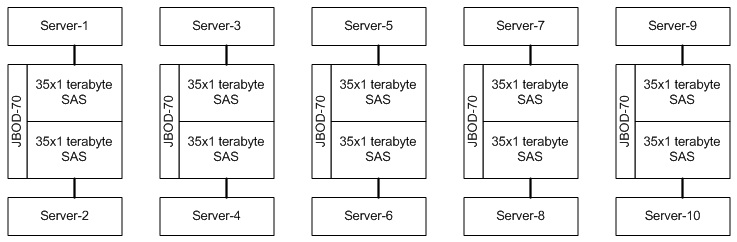 Server-1
Server-3
Server-5
Server-7
Server-9
JBOD-70
35x1 terabyte
SAS
35x1 terabyte
SAS
JBOD-70
35x1 terabyte
SAS
35x1 terabyte
SAS
JBOD-70
35x1 terabyte
SAS
35x1 terabyte
SAS
JBOD-70
35x1 terabyte
SAS
35x1 terabyte
SAS
JBOD-70
35x1 terabyte
SAS
35x1 terabyte
SAS
Server-2
Server-4
Server-6
Server-8
Server-10